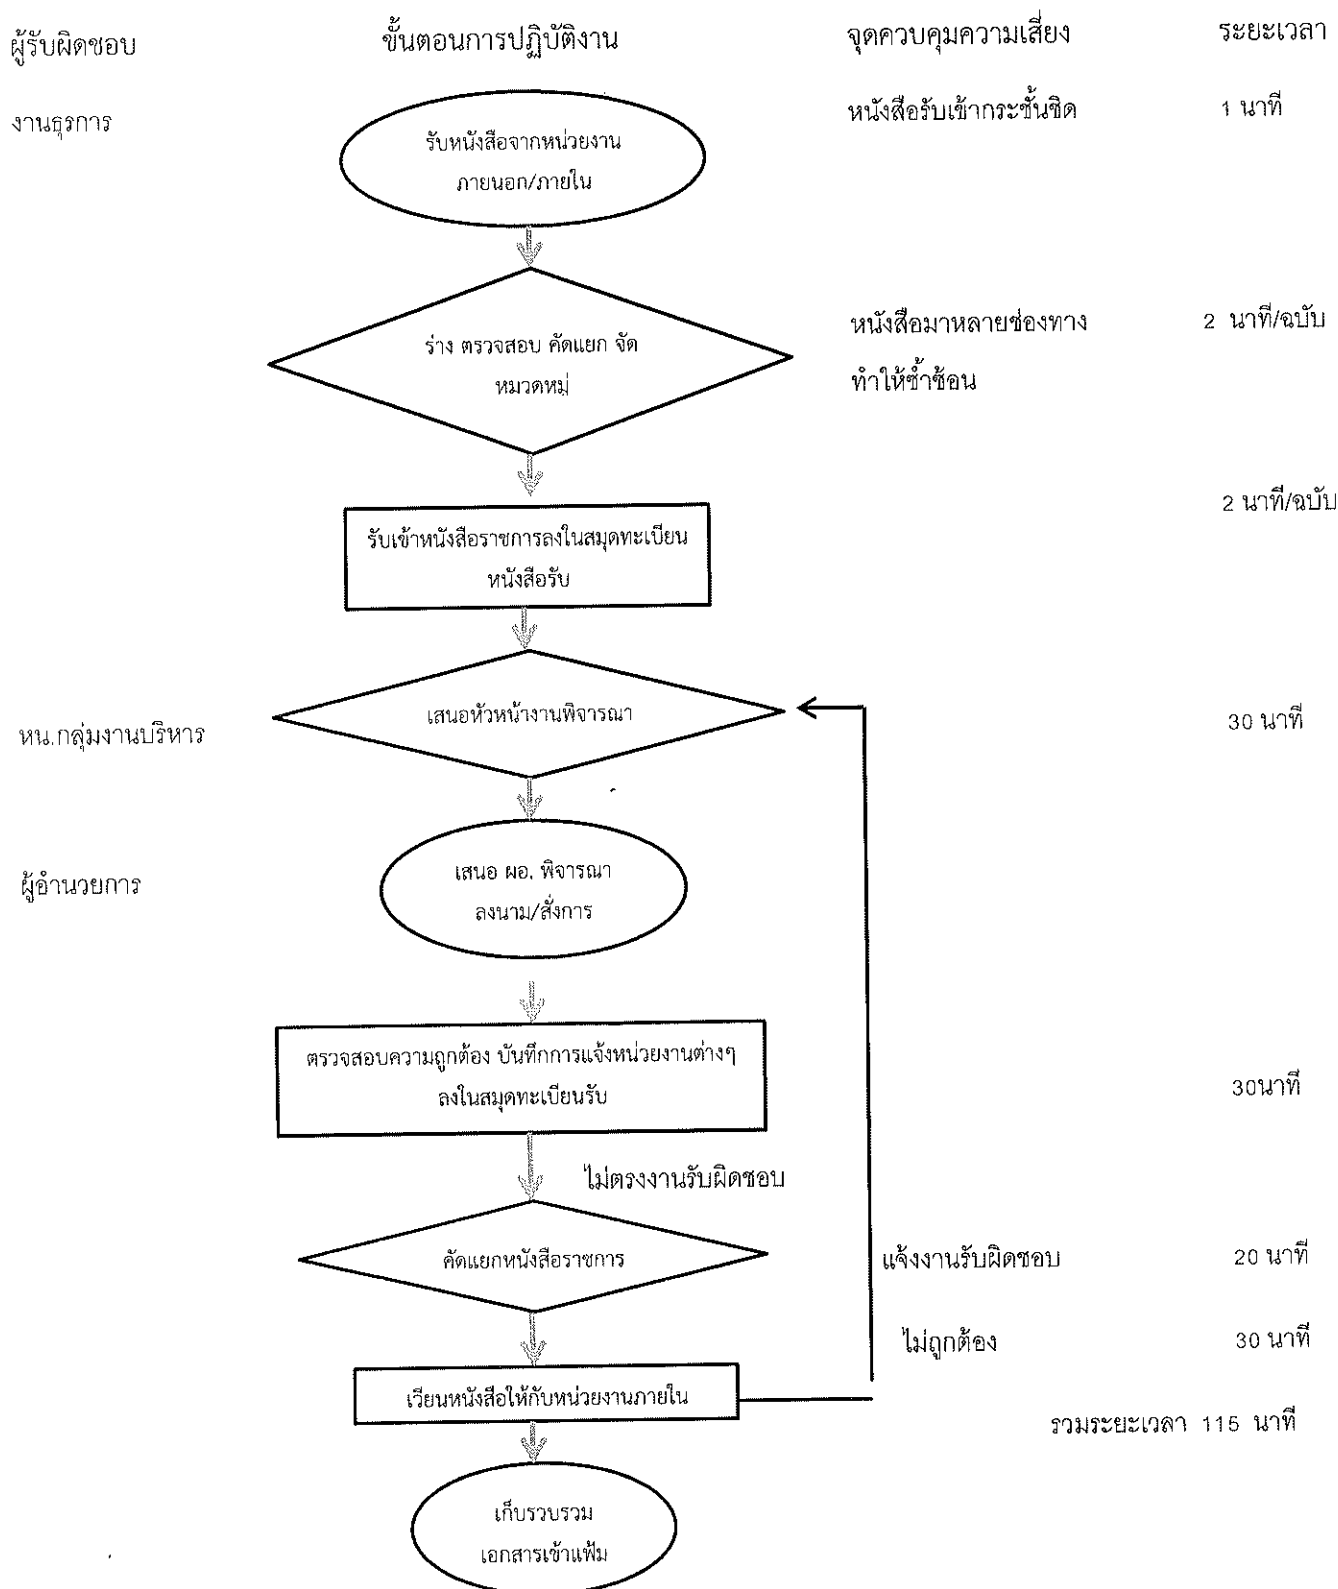 ผู้รับผิดชอบ
ขั้นตอนการปฏิบัติงาน
จุดควบคุมความเสี่ยง
ระยะเวลา
งานธุรการ
รับหนังสือจากหน่วยงาน
ภายนอก/ภายใน
หนังสือรับเข้ากระชั้นชิด
1 นาที
ร่าง ตรวจสอบ คัดแยก จัด
หมวดหมู่
หนังสือมาหลายช่องทาง
ทำให้ซ้ำซ้อน
2 นาที/ฉบับ
รับเข้าหนังสือราชการลงในสมุดทะเบียน
หนังสือรับ
2 นาที/ฉบับ
หน.กลุ่มงานบริหาร
เสนอหัวหน้างานพิจารณา
30 นาที
ผู้อำนวยการ
เสนอ ผอ. พิจารณา
ลงนาม/สั่งการ
ตรวจสอบความถูกต้อง บันทึกการแจ้งหน่วยงานต่างๆ
ลงในสมุดทะเบียนรับ
30นาที
ไม่ตรงงานรับผิดชอบ
คัดแยกหนังสือราชการ
แจ้งงานรับผิดชอบ
20 นาที
ไม่ถูกต้อง
30 นาที
เวียนหนังสือให้กับหน่วยงานภายใน
รวมระยะเวลา 115 นาที
เก็บรวบรวม
เอกสารเข้าแฟ้ม